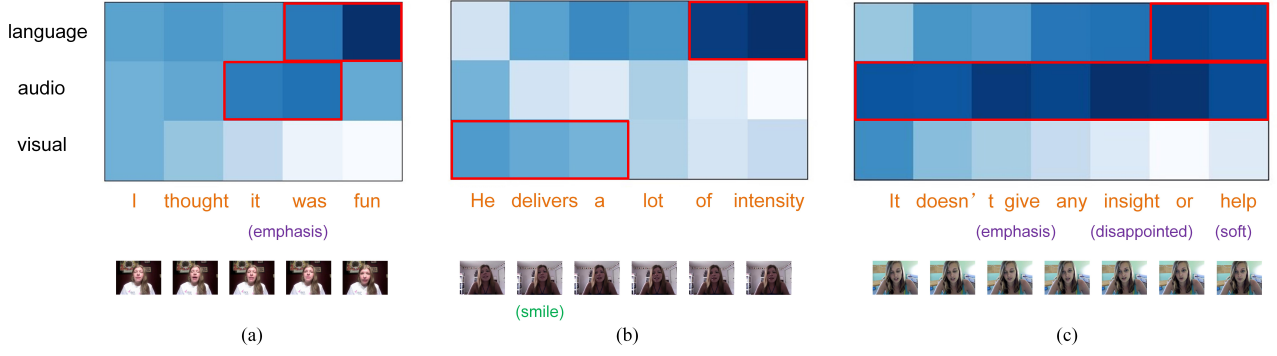 language
audio
visual
I thought it was fun
(emphasis)
(a)
He delivers a lot of intensity
(smile)
(b)
It doesn't give any insight or help
(emphasis) (disappointed) (soft)
(c)